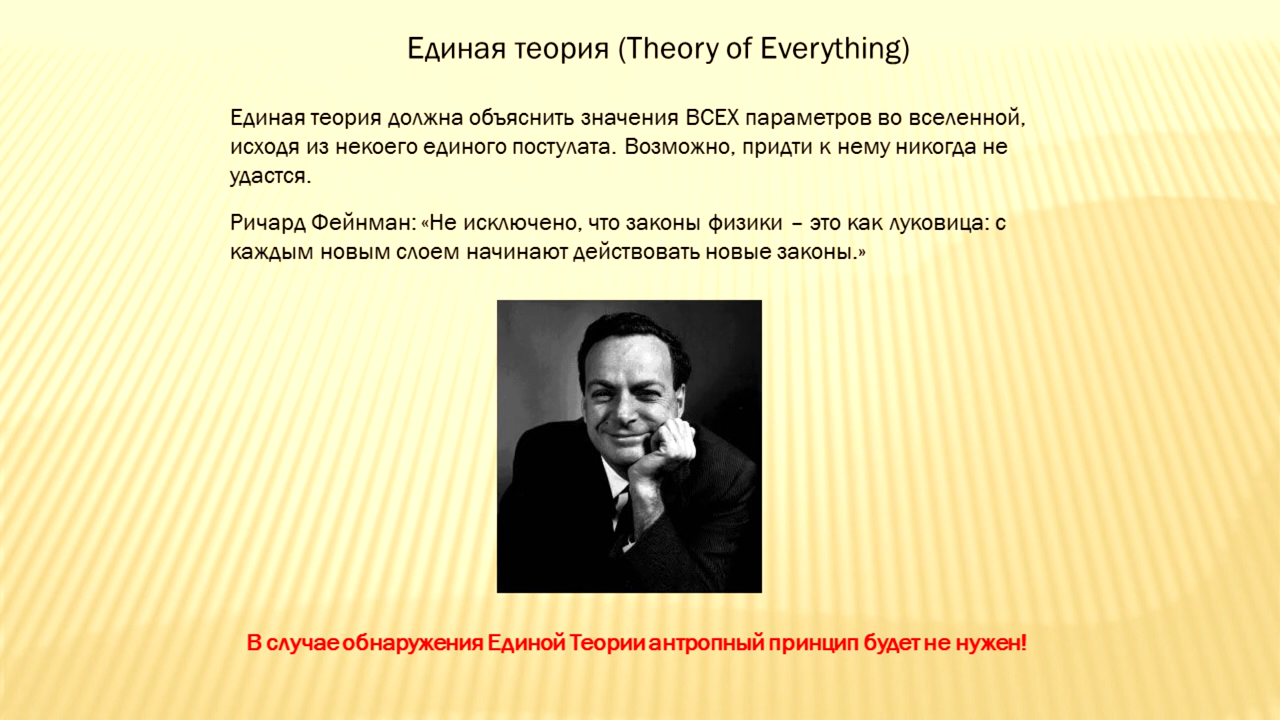 Единая теория (Theory of Everything)
Единая теория должна объяснить значения ВСЕХ параметров во вселенной,
исходя из некоего единого постулата. Возможно, придти к нему никогда не
удастся.
Ричард Фейнман: «Не исключено, что законы физики – это как луковица: с
каждым новым слоем начинают действовать новые законы.»
В случае обнаружения Единой Теории антропный принцип будет не нужен!